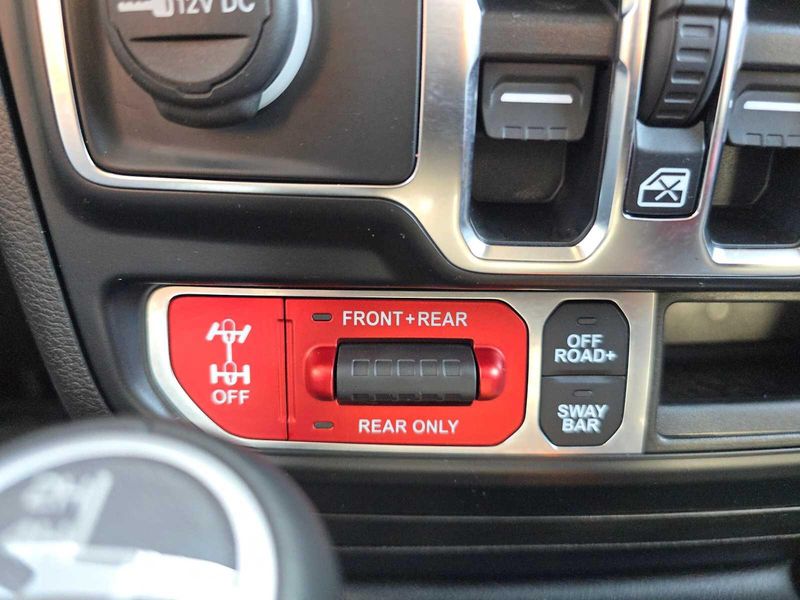 12V DC
FRONT+REAR
OFF
REAR ONLY
OFF
ROAD+
SWAY
BAR